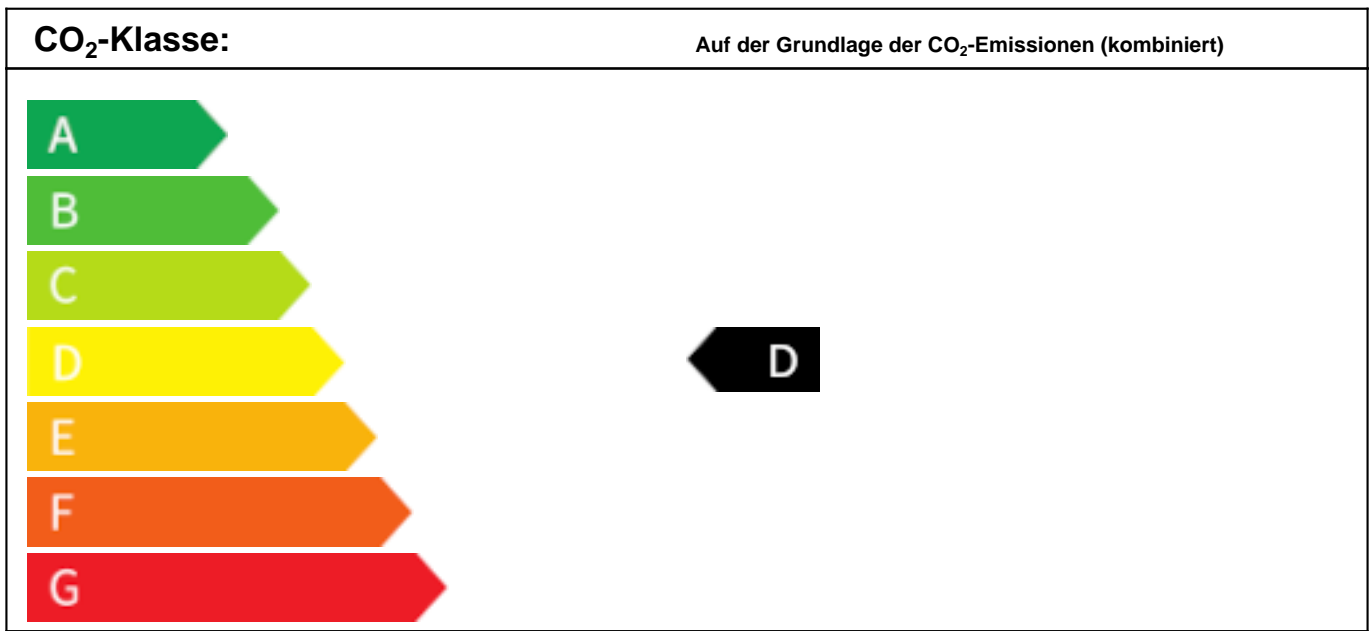 CO₂-Klasse:
Auf der Grundlage der CO₂-Emissionen (kombiniert)
A
B
C
D
D
E
F
G